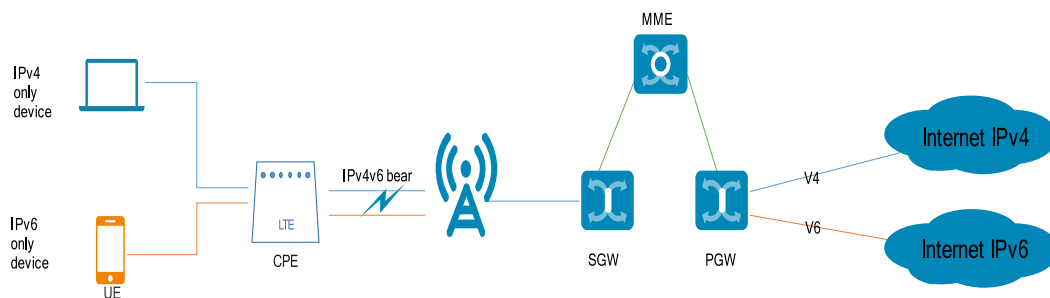 MME
IPv4
only
device
Internet IPv4
IPv4v6 bear
V4
IPv6
only
device
LTE
V6
Internet IPv6
CPE
SGW
PGW
UE